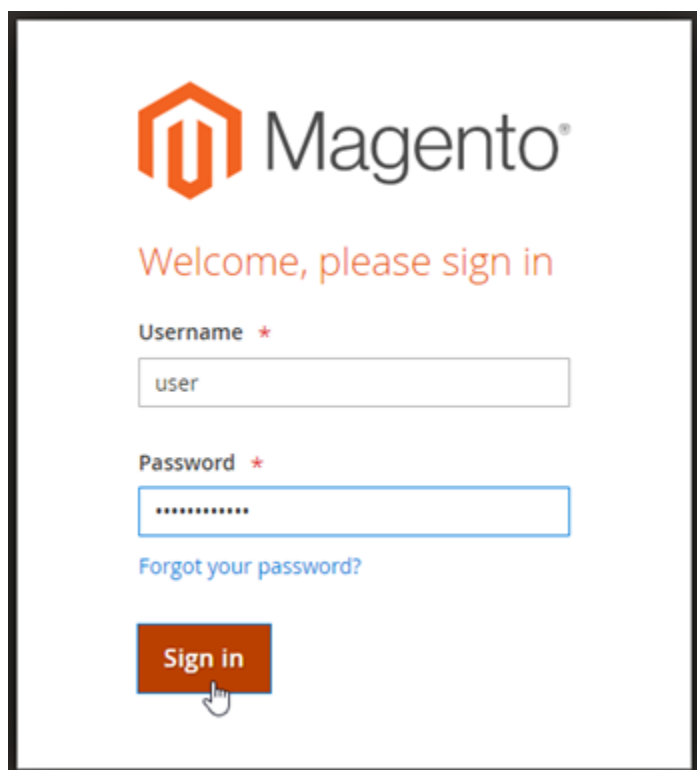 Magento®
Welcome, please sign in
Username *
user
Password *
••••••••••••
Forgot your password?
Sign in